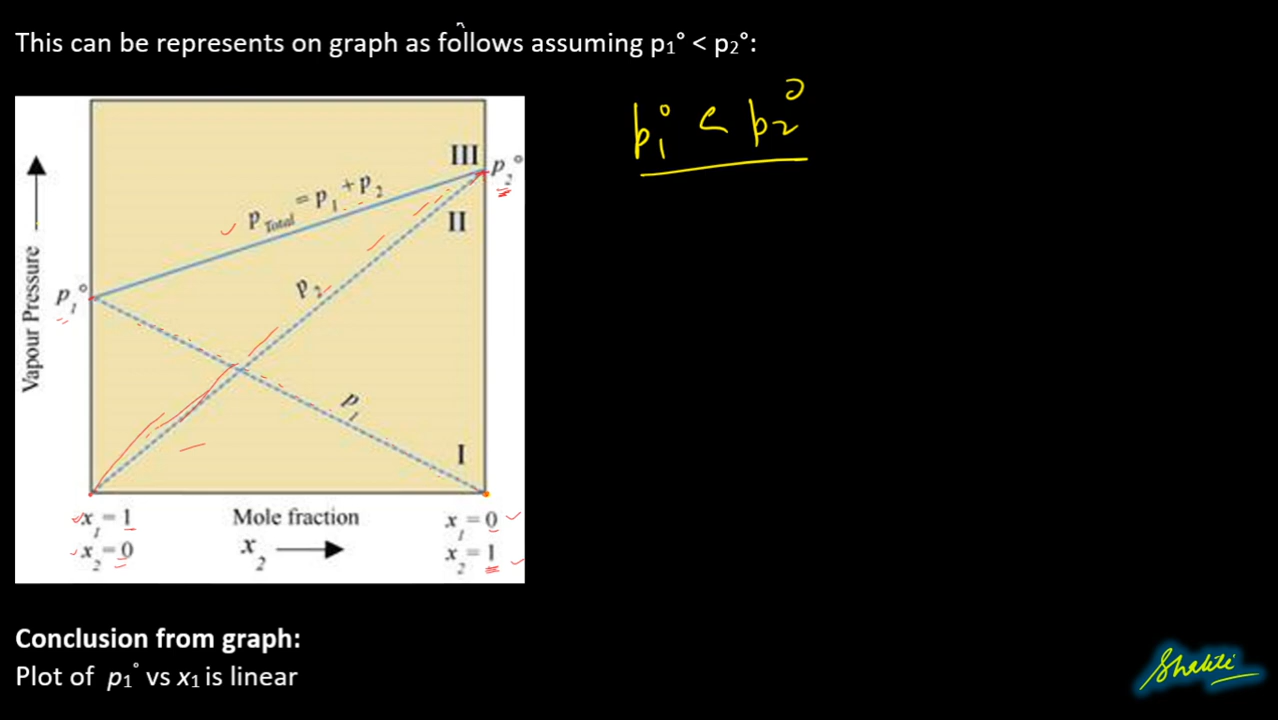 This can be represents on graph as follows assuming p₁° < p₂°:
p₁° < p₂°
III
p₂°
P Total = p₁ + p₂
II
p₂
p₁°
Vapour Pressure
p₁
I
x₁ = 1
Mole fraction
x₁ = 0
x₂ = 0
x₂
x₂ = 1
Conclusion from graph:
Plot of p₁° vs x₁ is linear
Shakti